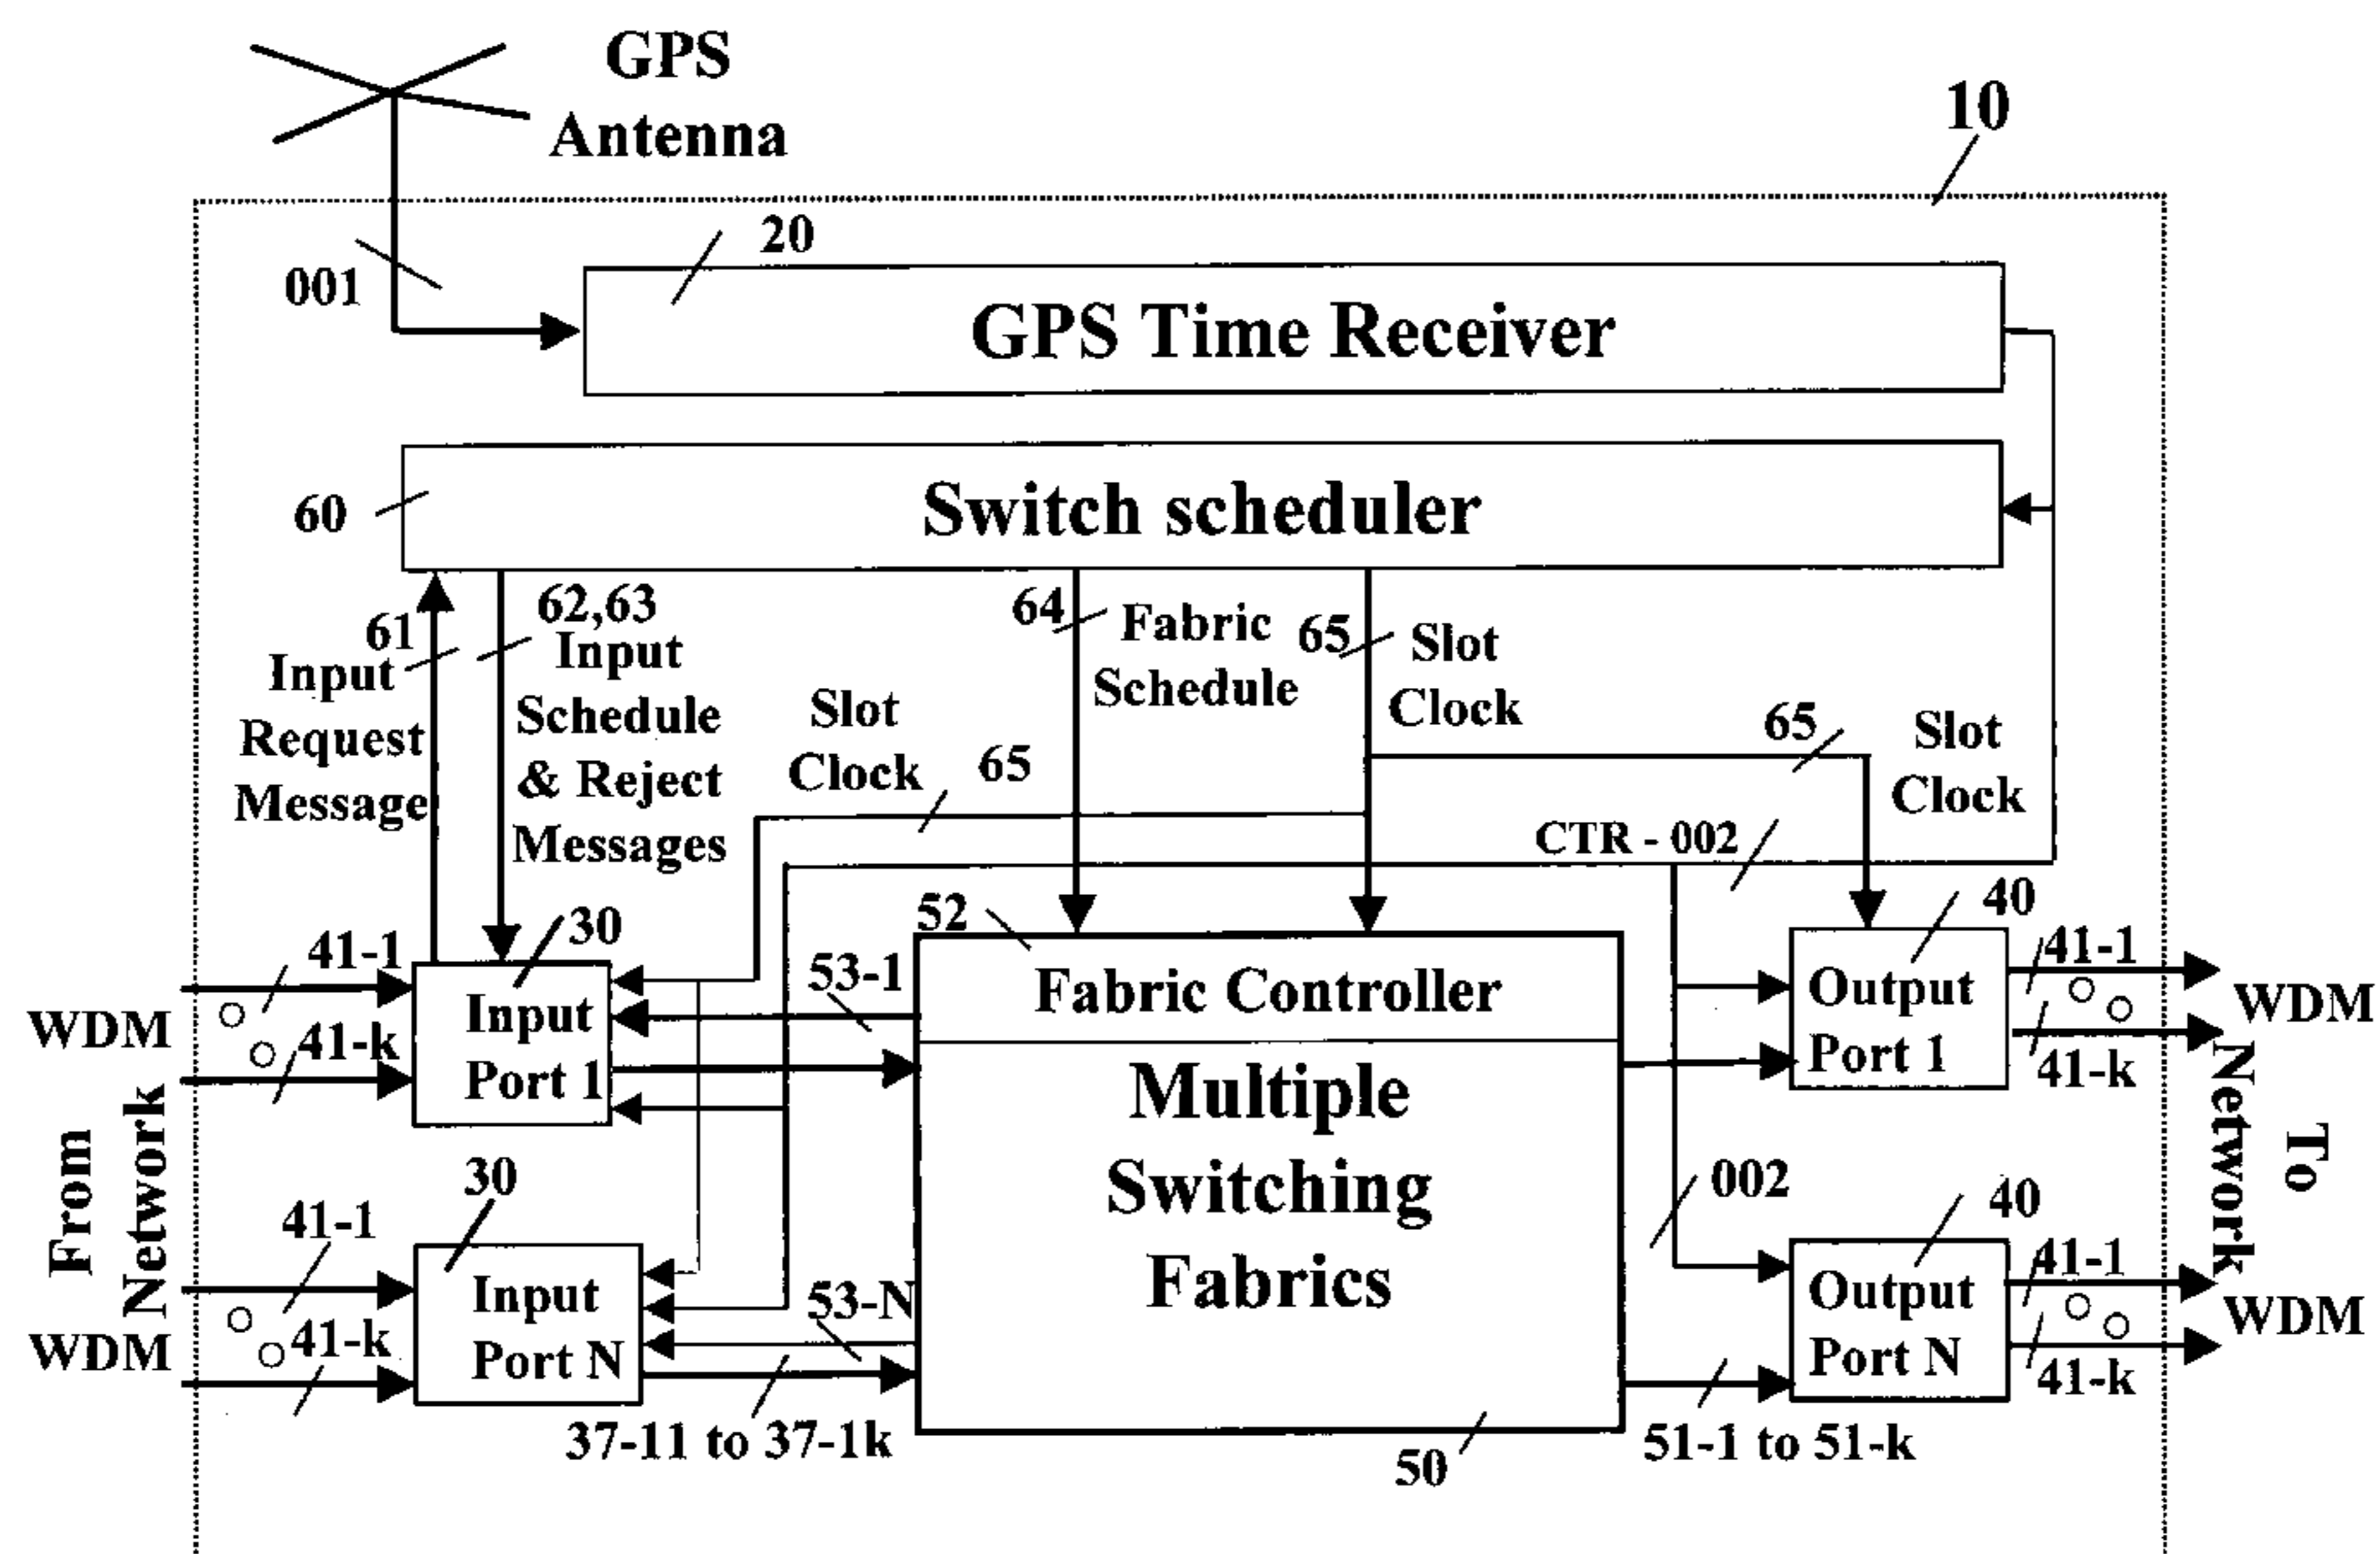 GPS
Antenna
10
001
20
GPS Time Receiver
60
Switch scheduler
61
Input
Request
Message
62,63
Input
Schedule
& Reject
Messages
64
Fabric
Schedule
65
Slot
Clock
Slot
Clock
65
65
Slot
Clock
CTR - 002
30
41-1
WDM
41-k
Input
Port 1
53-1
52
Fabric Controller
Multiple
Switching
Fabrics
50
40
Output
Port 1
41-1
41-k
WDM
From
Network
To
Network
30
41-1
WDM
41-k
Input
Port N
53-N
37-11 to 37-1k
002
40
Output
Port N
41-1
41-k
WDM
51-1 to 51-k